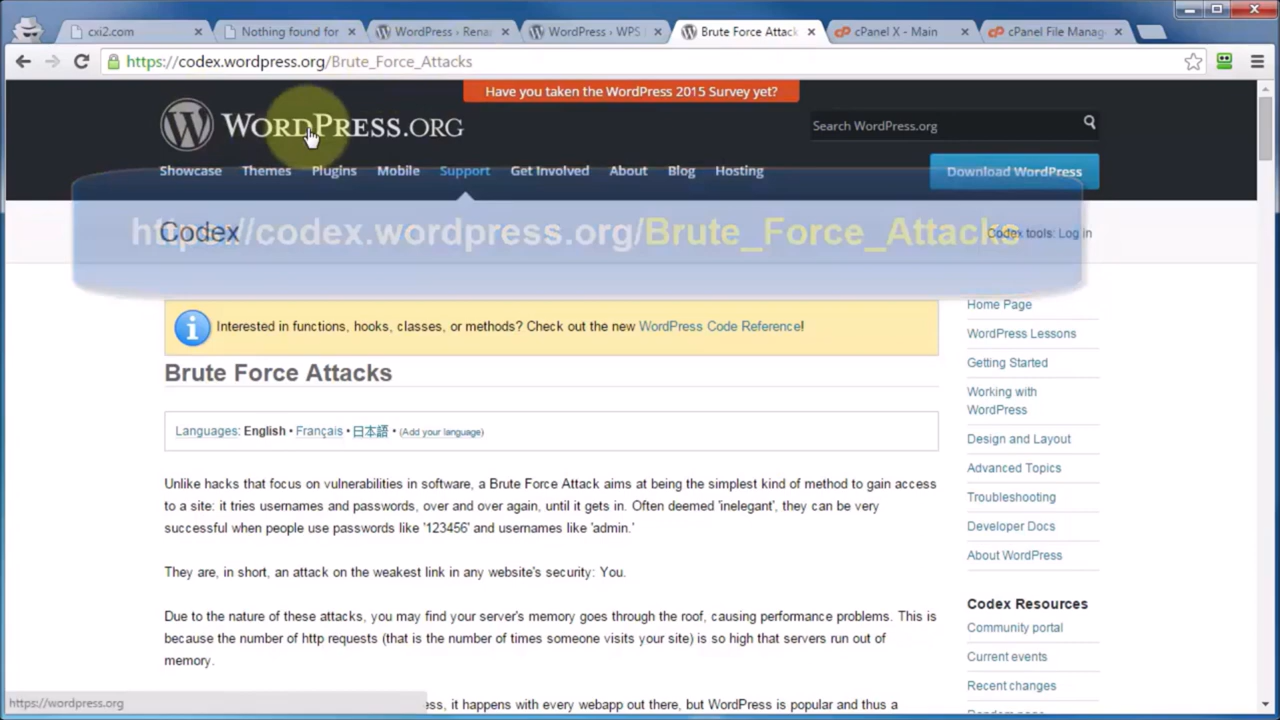 cxi2.com
Nothing found for
WordPress › Rena
WordPress › WPS
Brute Force Attack
cPanel X - Main
cPanel File Manag
https://codex.wordpress.org/Brute_Force_Attacks
Have you taken the WordPress 2015 Survey yet?
WORDPRESS.ORG
Search WordPress.org
Showcase Themes Plugins Mobile Support Get Involved About Blog Hosting
Download WordPress
Codex
https://codex.wordpress.org/Brute_Force_Attacks
Codex tools: Log in
Interested in functions, hooks, classes, or methods? Check out the new WordPress Code Reference!
Brute Force Attacks
Languages: English • Français • 日本語 • (Add your language)
Unlike hacks that focus on vulnerabilities in software, a Brute Force Attack aims at being the simplest kind of method to gain access
to a site: it tries usernames and passwords, over and over again, until it gets in. Often deemed 'inelegant', they can be very
successful when people use passwords like '123456' and usernames like 'admin.'
They are, in short, an attack on the weakest link in any website's security: You.
Due to the nature of these attacks, you may find your server's memory goes through the roof, causing performance problems. This is
because the number of http requests (that is the number of times someone visits your site) is so high that servers run out of
memory.
ess, it happens with every webapp out there, but WordPress is popular and thus a
Home Page
WordPress Lessons
Getting Started
Working with
WordPress
Design and Layout
Advanced Topics
Troubleshooting
Developer Docs
About WordPress
Codex Resources
Community portal
Current events
Recent changes
https://wordpress.org